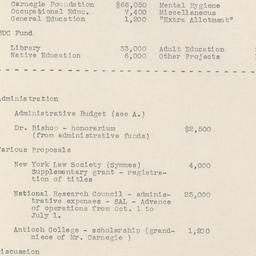 Carnegie Foundation $66,050 Mental Hygiene
Occupational Educ. 7,400 Miscellaneous
General Education 1,200 "Extra Allotment"
EDC Fund
Library 33,000 Adult Education
Native Education 6,000 Other Projects
Administration
Administrative Budget (see A.)
Dr. Bishop - honorarium $2,500
(from administrative funds)
Various Proposals
New York Law Society (Symmes) 4,000
Supplementary grant - registra-
tion of titles
National Research Council - adminis- 25,000
trative expenses - SAL - Advance
of operations from Oct. 1 to
July 1.
Antioch College - scholarship (grand- 1,200
niece of Mr. Carnegie )
Discussion